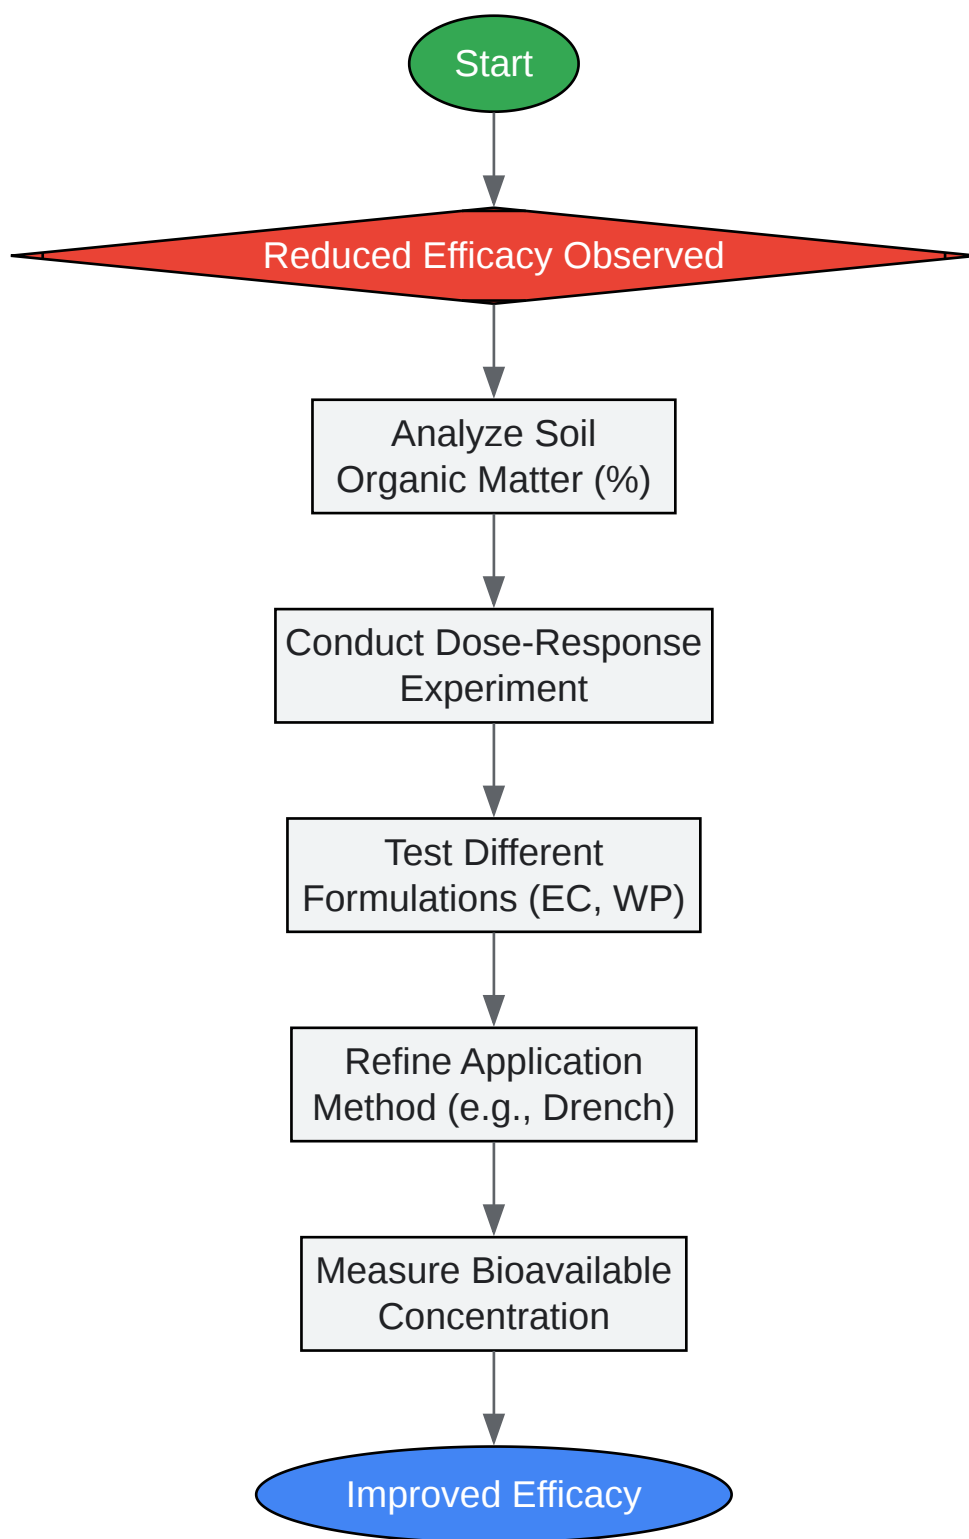 Start
Reduced Efficacy Observed
Analyze Soil
Organic Matter (%)
Conduct Dose-Response
Experiment
Test Different
Formulations (EC, WP)
Refine Application
Method (e.g., Drench)
Measure Bioavailable
Concentration
Improved Efficacy